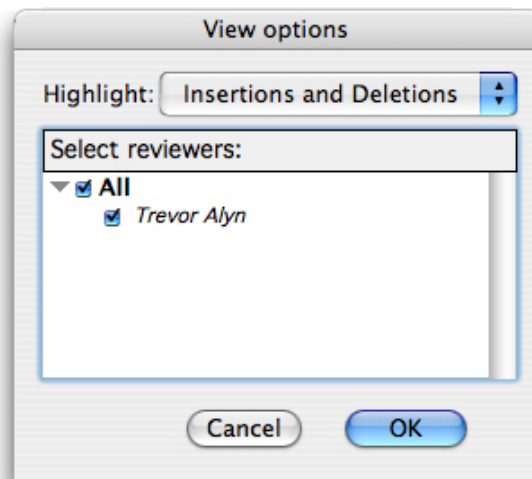 View options
Highlight: Insertions and Deletions
Select reviewers:
All
Trevor Alyn
Cancel OK